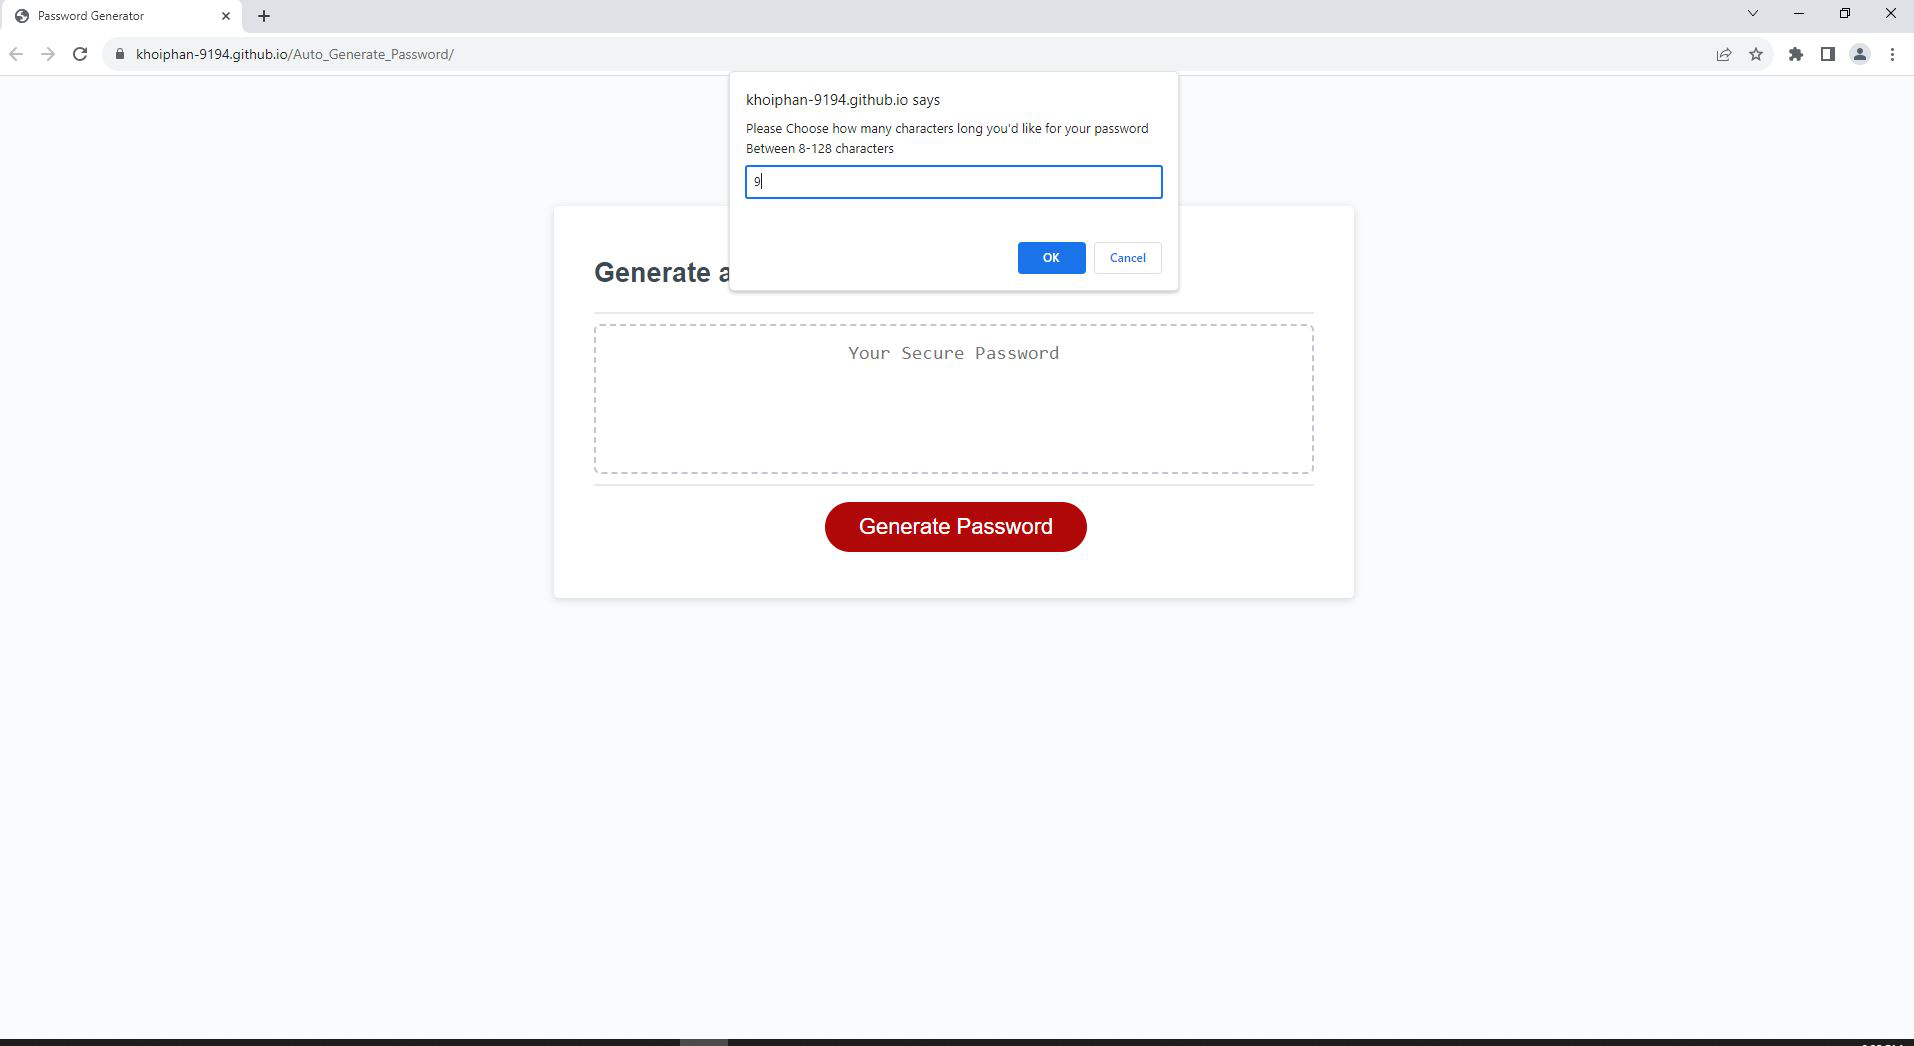 Password Generator
khoiphan-9194.github.io/Auto_Generate_Password/
khoiphan-9194.github.io says
Please Choose how many characters long you'd like for your password
Between 8-128 characters
9
OK
Cancel
Generate a
Your Secure Password
Generate Password